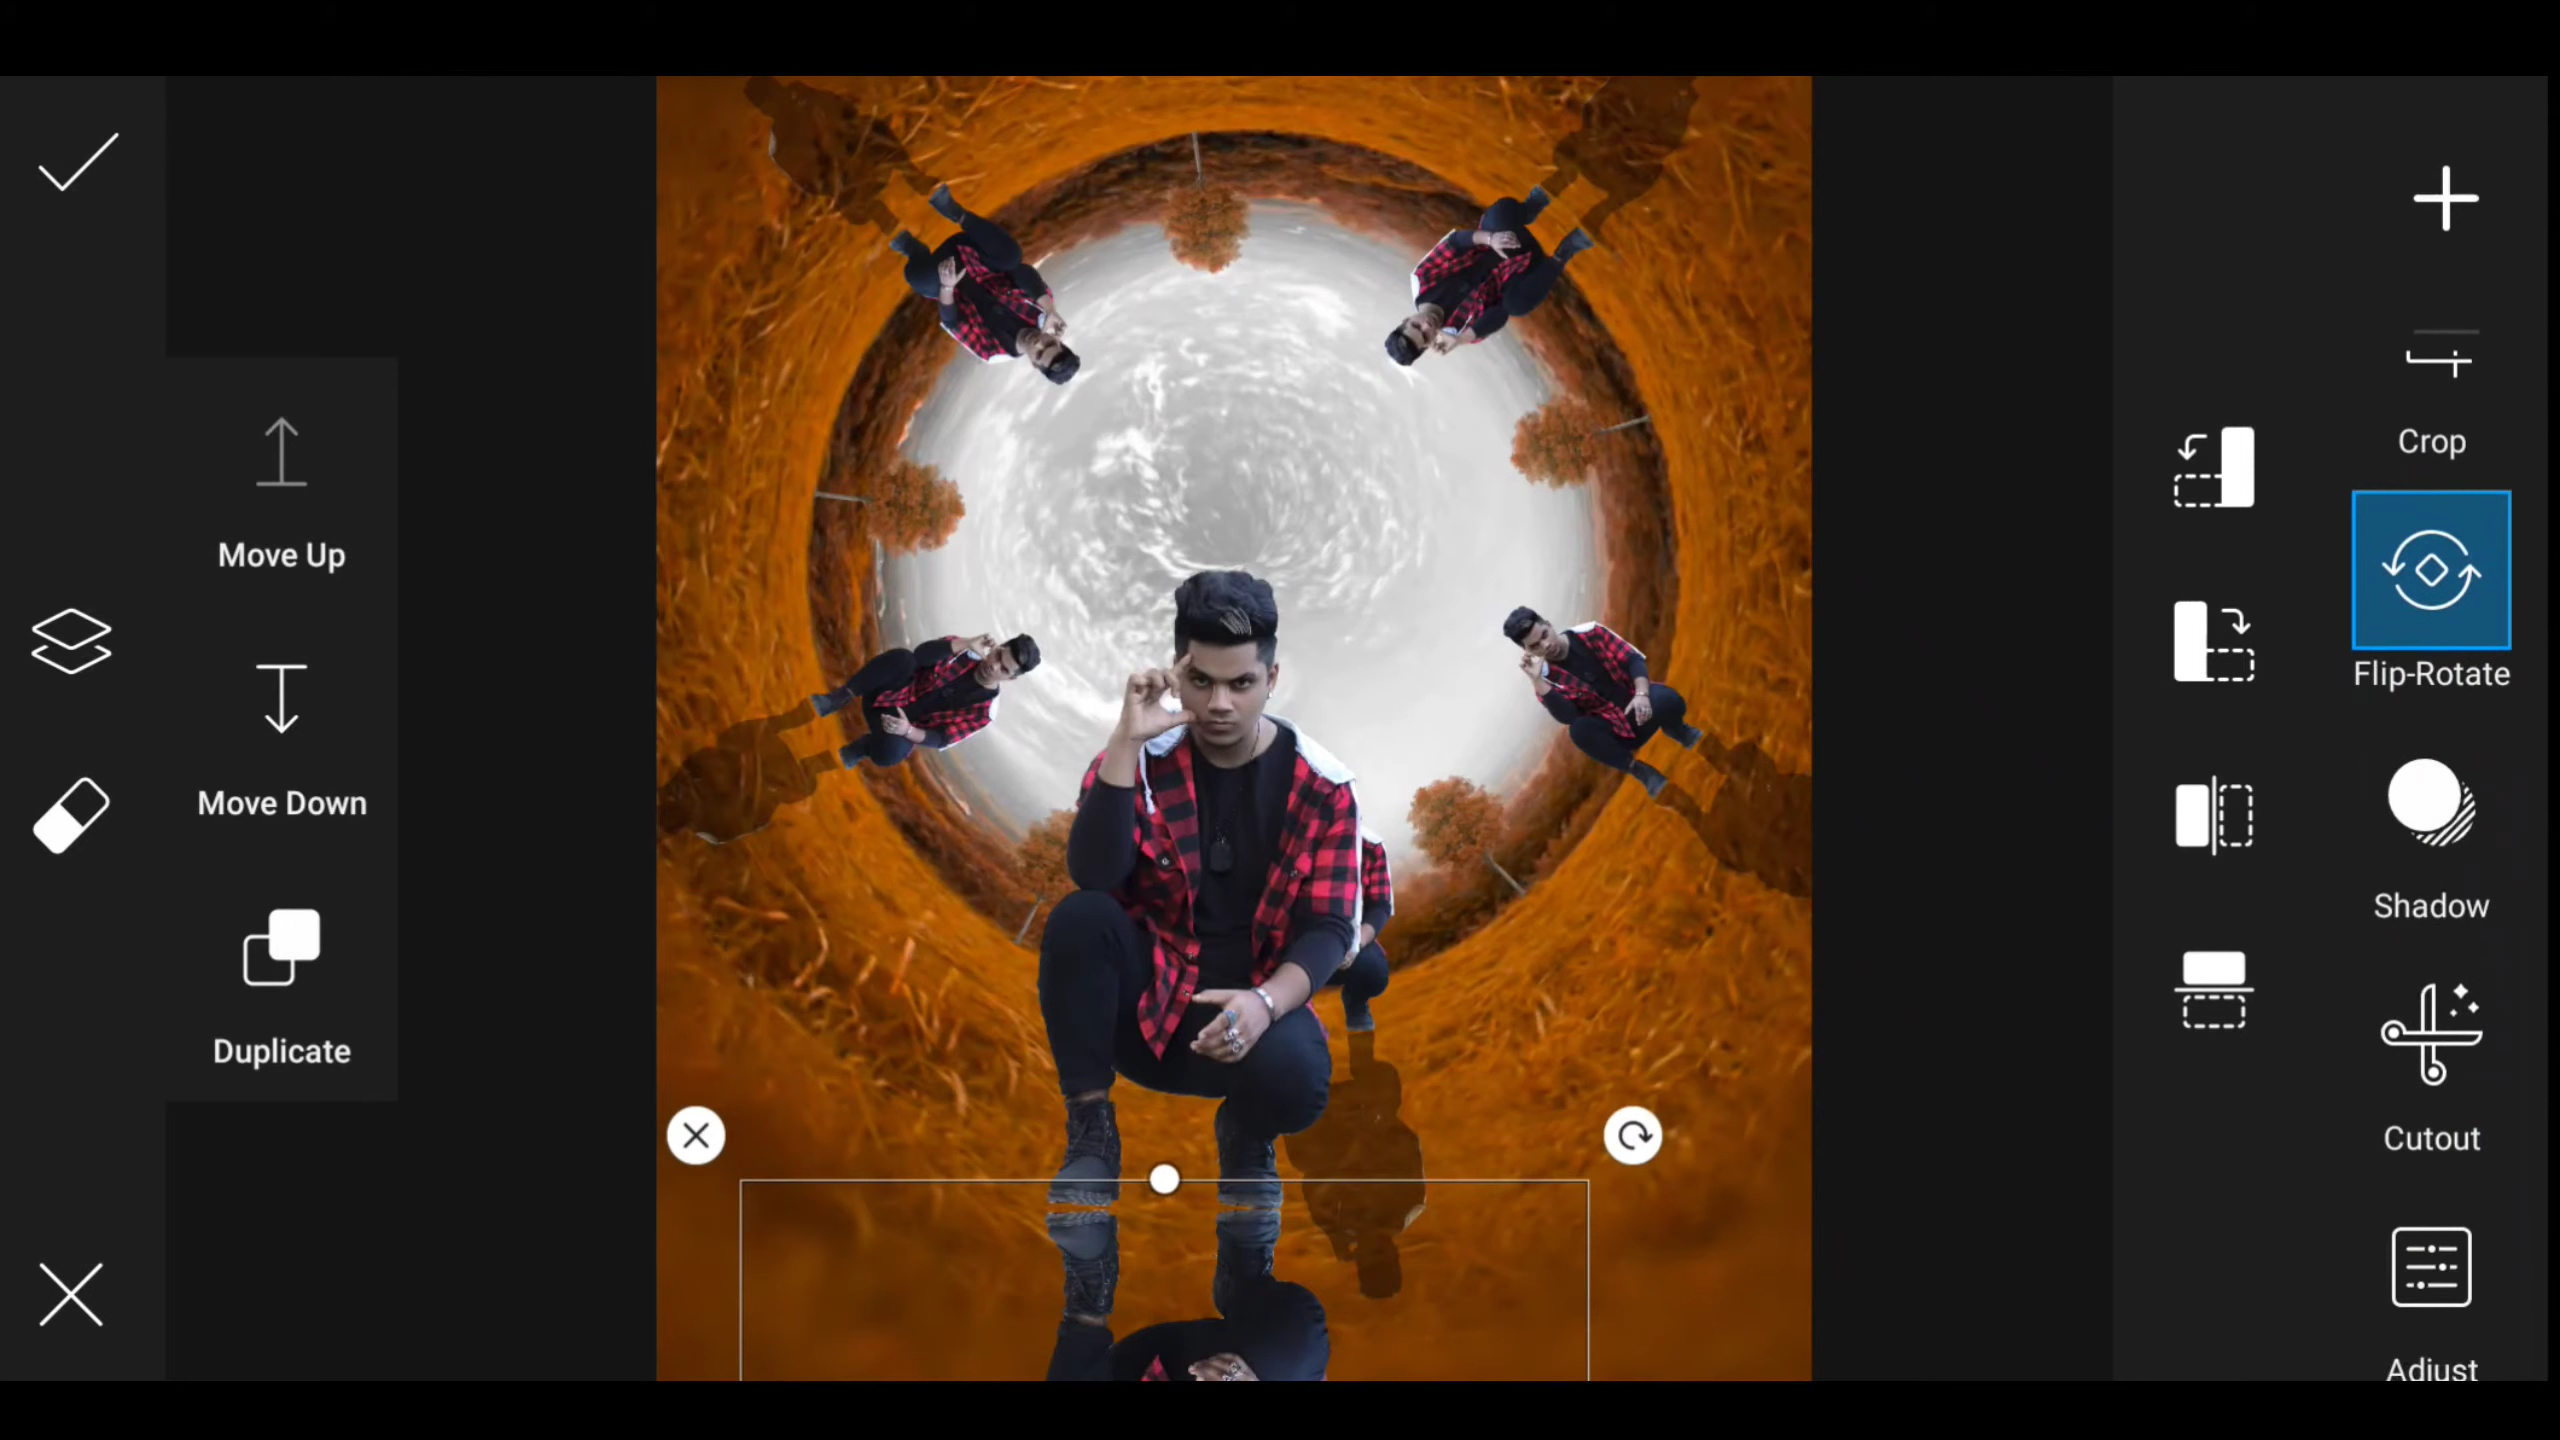 Move Up
Move Down
Duplicate
Crop
Flip-Rotate
Shadow
Cutout
Adjust